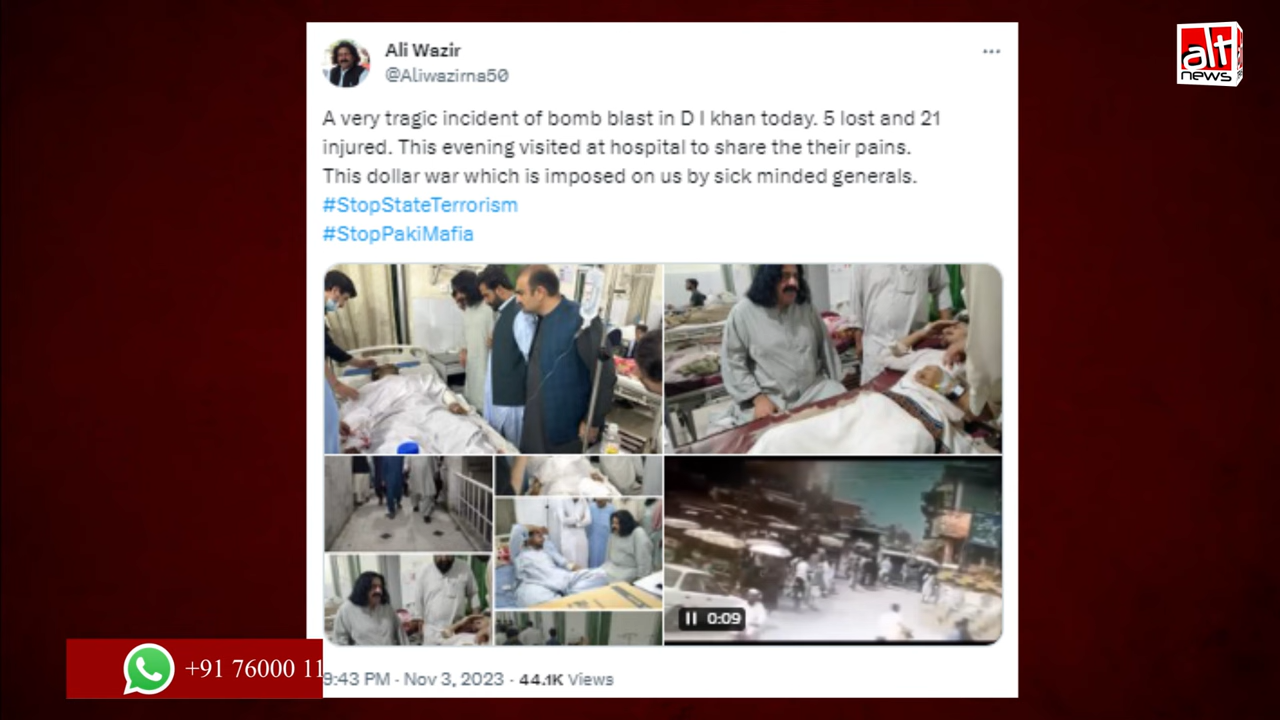 Ali Wazir
@Aliwazirna50
A very tragic incident of bomb blast in D I khan today. 5 lost and 21
injured. This evening visited at hospital to share the their pains.
This dollar war which is imposed on us by sick minded generals.
#StopStateTerrorism
#StopPakiMafia
0:09
9:43 PM · Nov 3, 2023 · 44.1K Views
+91 76000 11
alt
news